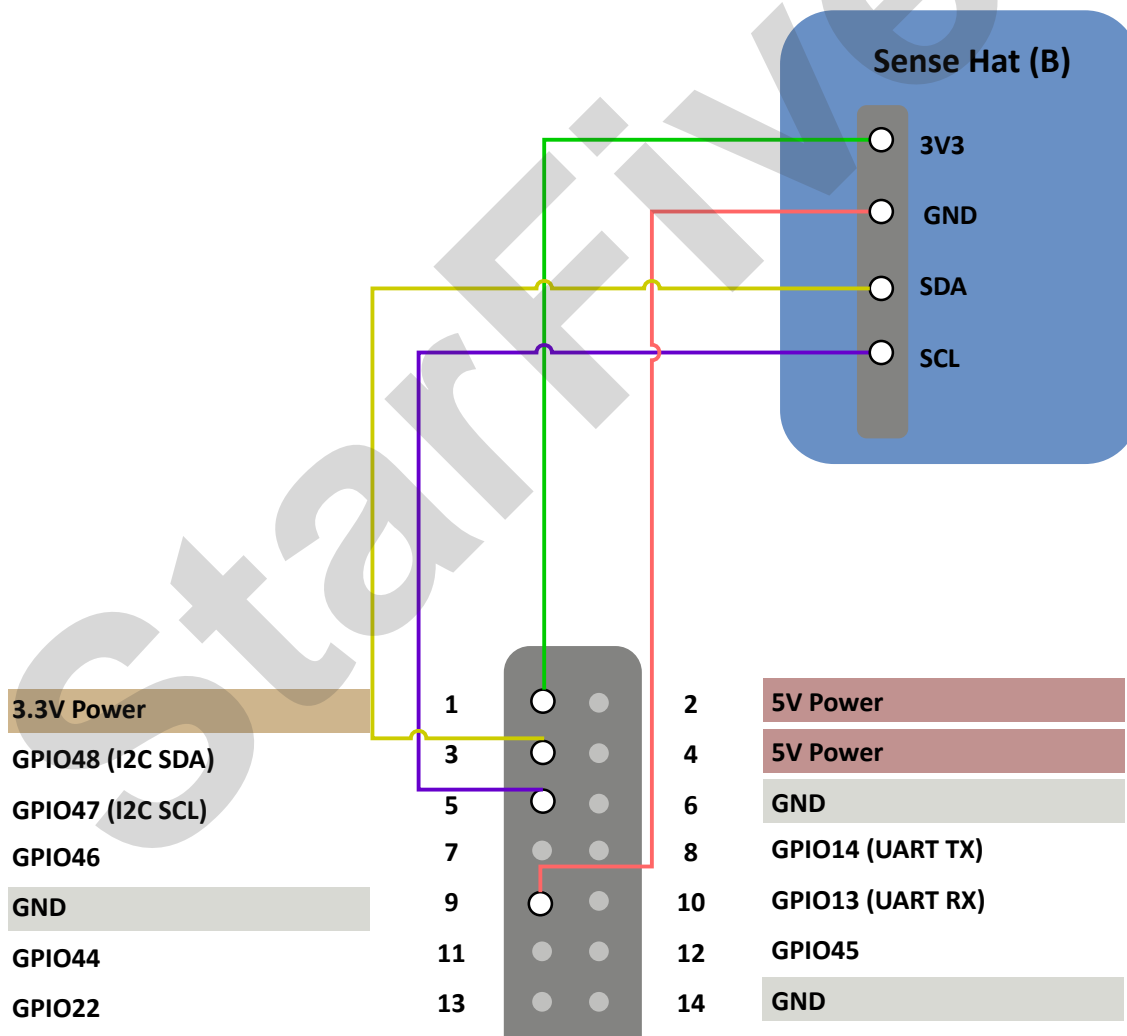 Sense Hat (B)
3V3
GND
SDA
SCL
3.3V Power 1 2 5V Power
GPIO48 (I2C SDA) 3 4 5V Power
GPIO47 (I2C SCL) 5 6 GND
GPIO46 7 8 GPIO14 (UART TX)
GND 9 10 GPIO13 (UART RX)
GPIO44 11 12 GPIO45
GPIO22 13 14 GND
StarFive